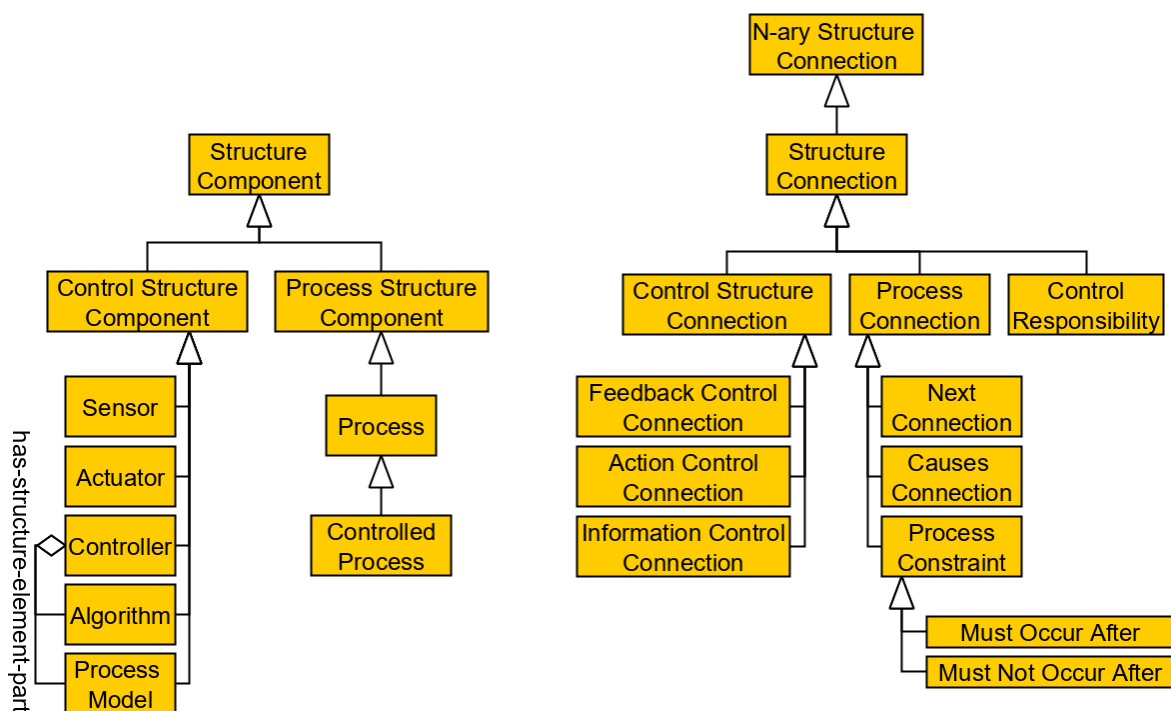 N-ary Structure
Connection
Structure
Component
Structure
Connection
Control Structure
Component
Process Structure
Component
Control Structure
Connection
Process
Connection
Control
Responsibility
Sensor
Actuator
Controller
Algorithm
Process
Model
has-structure-element-part
Process
Controlled
Process
Feedback Control
Connection
Action Control
Connection
Information Control
Connection
Next
Connection
Causes
Connection
Process
Constraint
Must Occur After
Must Not Occur After